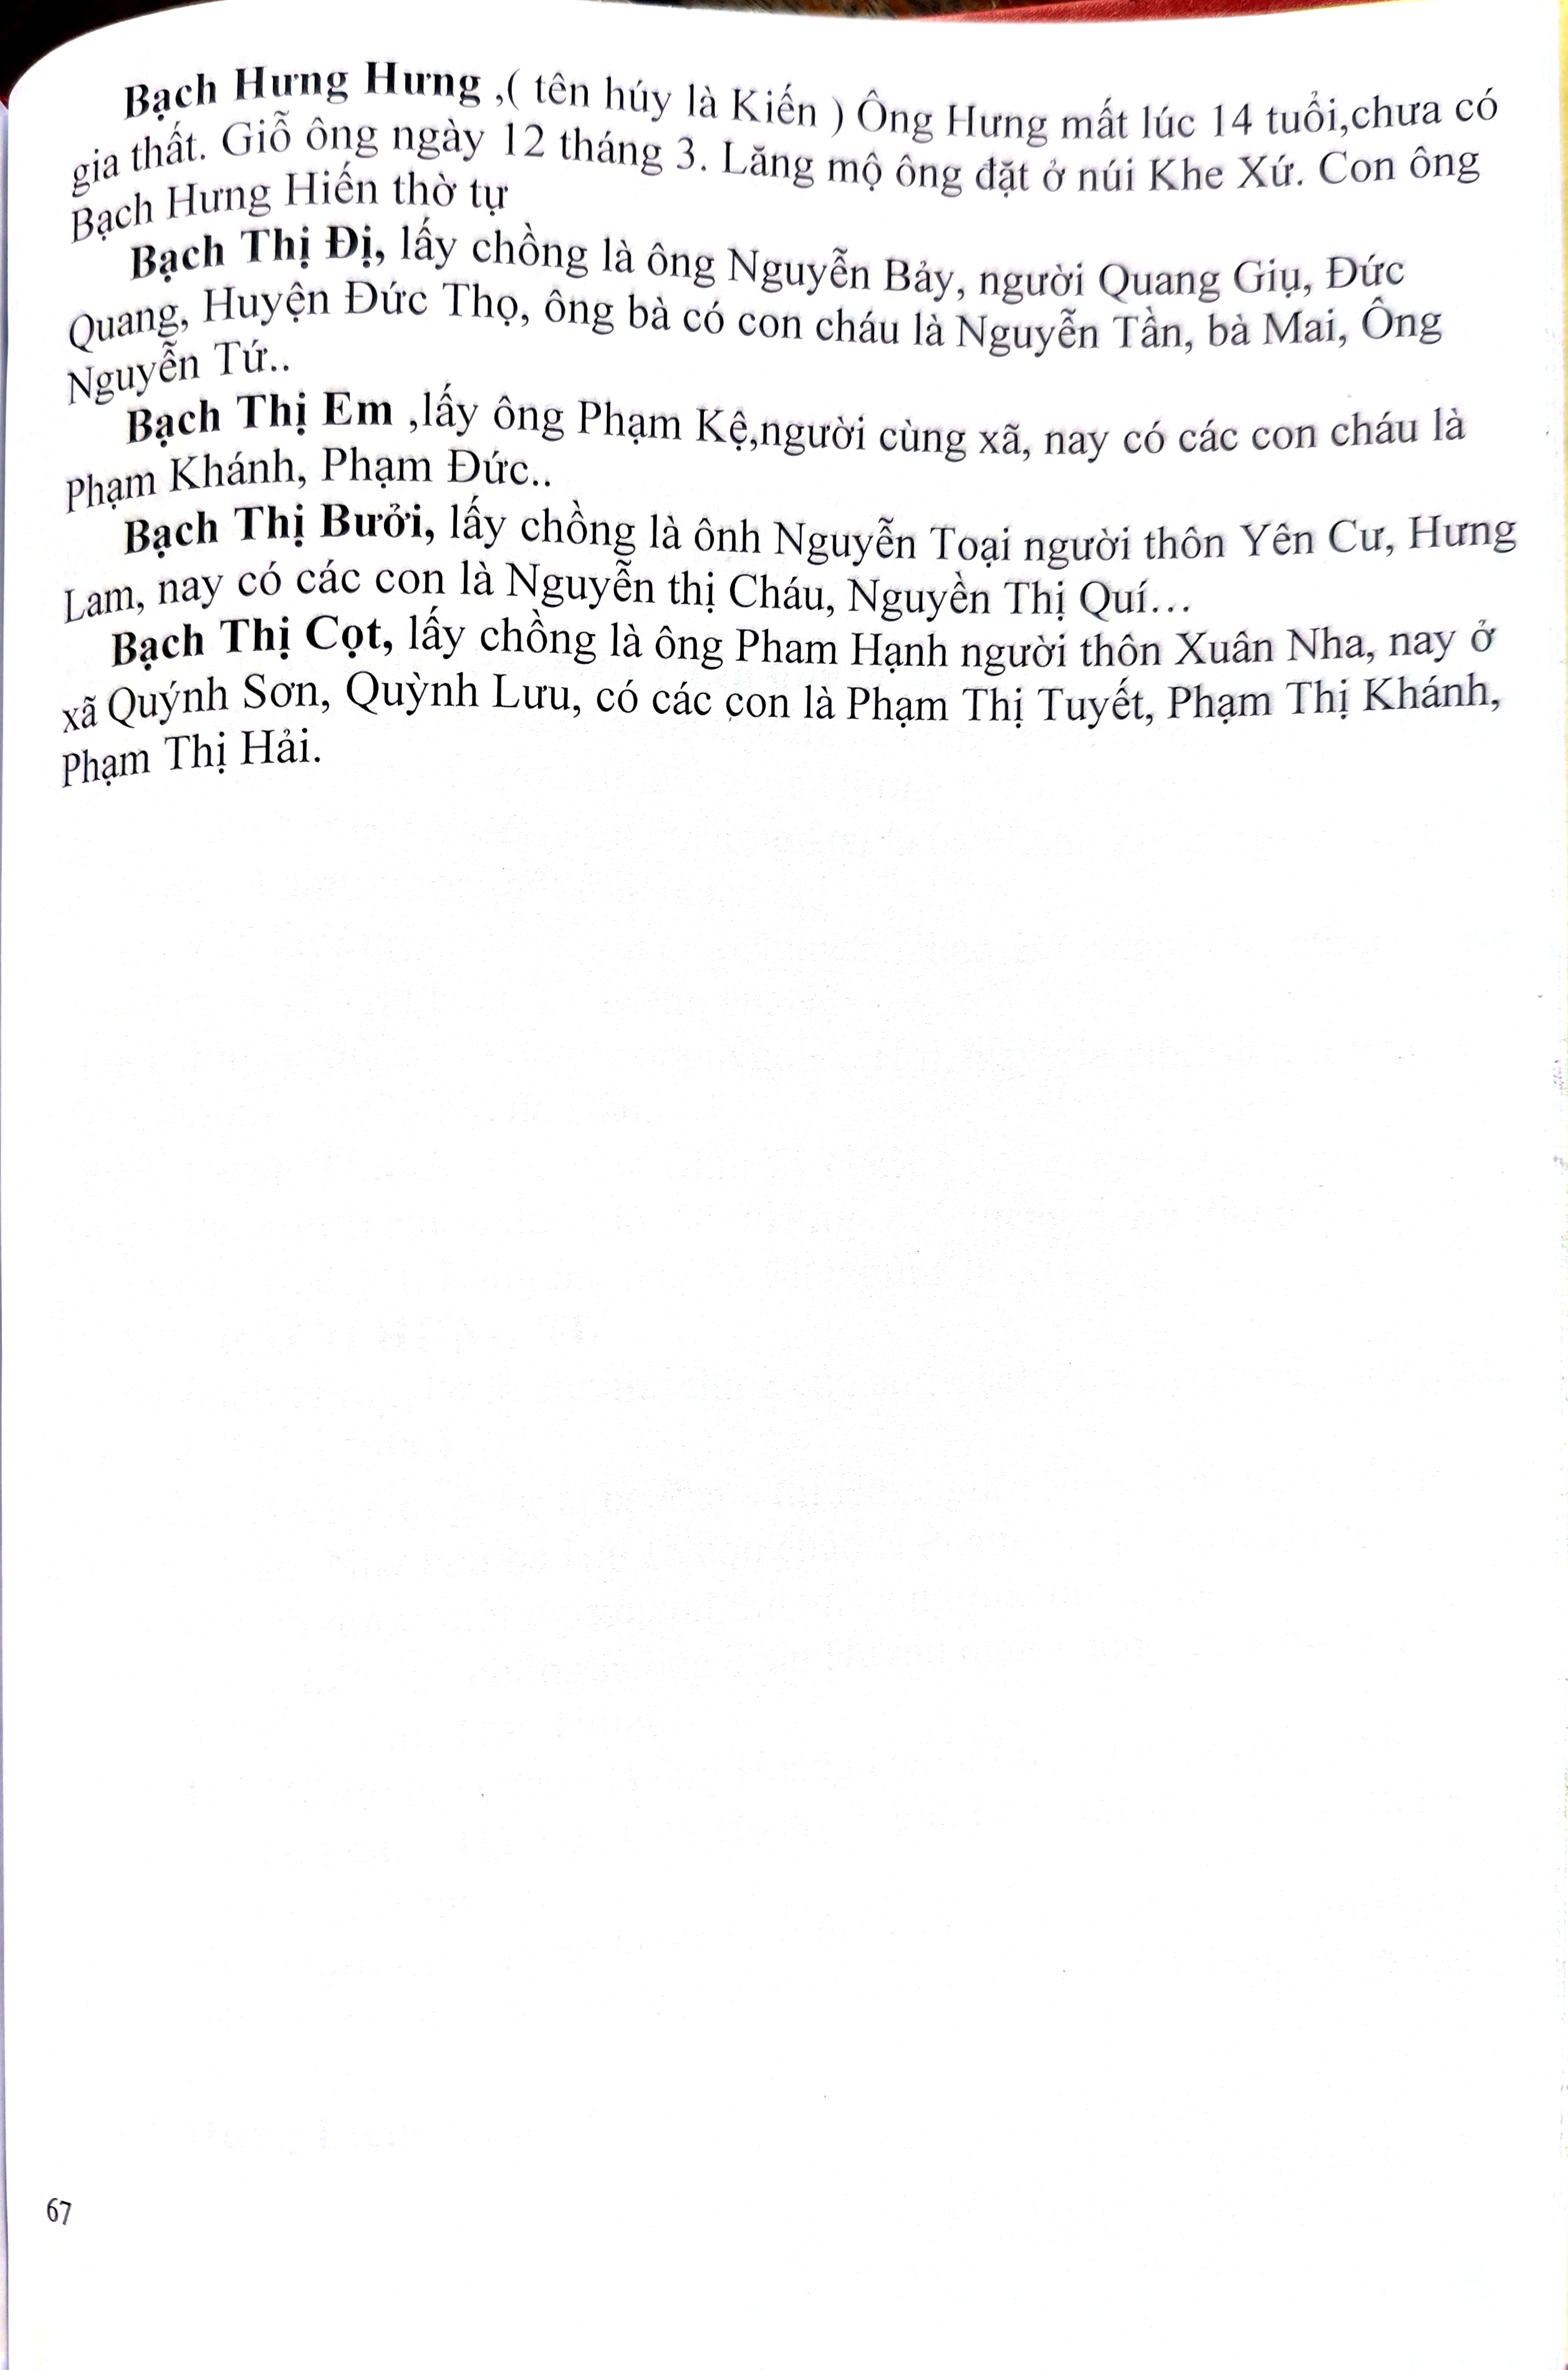 Bạch Hưng Hưng ,( tên húy là Kiến ) Ông Hưng mất lúc 14 tuổi,chưa có
gia thất. Giỗ ông ngày 12 tháng 3. Lăng mộ ông đặt ở núi Khe Xứ. Con ông
Bạch Hưng Hiến thờ tự
Bạch Thị Đị, lấy chồng là ông Nguyễn Bảy, người Quang Giụ, Đức
Quang, Huyện Đức Thọ, ông bà có con cháu là Nguyễn Tần, bà Mai, Ông
Nguyễn Tứ..
Bạch Thị Em ,lấy ông Phạm Kệ,người cùng xã, nay có các con cháu là
Phạm Khánh, Phạm Đức..
Bạch Thị Bưởi, lấy chồng là ônh Nguyễn Toại người thôn Yên Cư, Hưng
Lam, nay có các con là Nguyễn thị Cháu, Nguyền Thị Quí...
Bạch Thị Cọt, lấy chồng là ông Pham Hạnh người thôn Xuân Nha, nay ở
xã Quýnh Sơn, Quỳnh Lưu, có các con là Phạm Thị Tuyết, Phạm Thị Khánh,
Phạm Thị Hải.
67